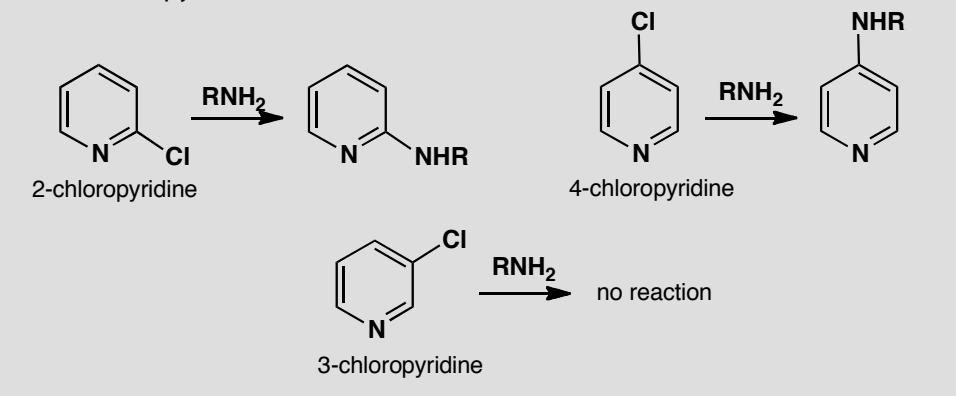 Cl
NHR
RNH2
RNH2
N
Cl
N
NHR
N
N
2-chloropyridine
4-chloropyridine
Cl
RNH2
no reaction
N
3-chloropyridine